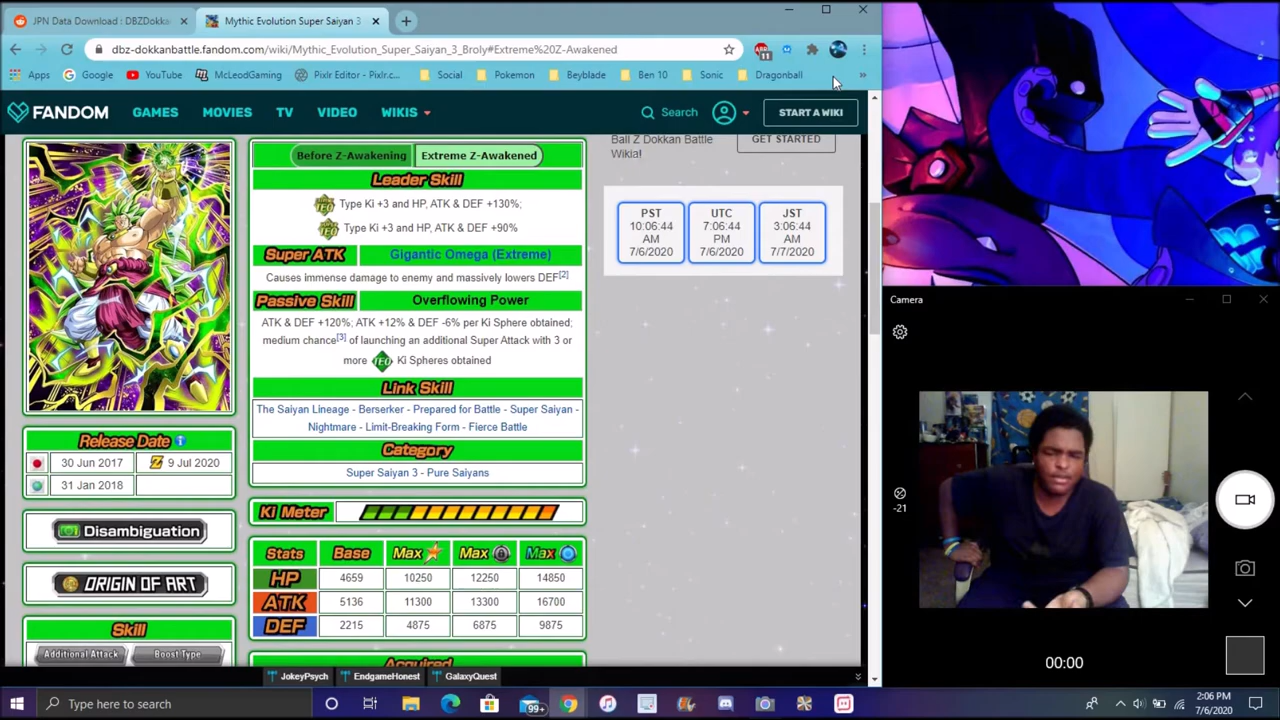 JPN Data Download : DBZDokka
Mythic Evolution Super Saiyan 3
dbz-dokkanbattle.fandom.com/wiki/Mythic_Evolution_Super_Saiyan_3_Broly#Extreme%20Z-Awakened
11
Apps Google YouTube McLeodGaming Pixlr Editor - Pixlr.c... Social Pokemon Beyblade Ben 10 Sonic Dragonball »
FANDOM GAMES MOVIES TV VIDEO WIKIS Search START A WIKI
Ball Z Dokkan Battle
Wikia!
GET STARTED
PST UTC JST
10:06:44 7:06:44 3:06:44
AM PM AM
7/6/2020 7/6/2020 7/7/2020
Before Z-Awakening Extreme Z-Awakened
Leader Skill
SUPER TEQ Type Ki +3 and HP, ATK & DEF +130%;
TEQ Type Ki +3 and HP, ATK & DEF +90%
Super ATK Gigantic Omega (Extreme)
Causes immense damage to enemy and massively lowers DEF[2]
Passive Skill Overflowing Power
ATK & DEF +120%; ATK +12% & DEF -6% per Ki Sphere obtained;
medium chance[3] of launching an additional Super Attack with 3 or
more TEQ Ki Spheres obtained
Link Skill
The Saiyan Lineage - Berserker - Prepared for Battle - Super Saiyan -
Nightmare - Limit-Breaking Form - Fierce Battle
Category
Super Saiyan 3 - Pure Saiyans
Ki Meter
Stats Base Max Max Max
HP 4659 10250 12250 14850
ATK 5136 11300 13300 16700
DEF 2215 4875 6875 9875
Acquired
Release Date
30 Jun 2017 Z 9 Jul 2020
31 Jan 2018
Disambiguation
ORIGIN OF ART
Skill
Additional Attack Boost Type
JokeyPsych EndgameHonest GalaxyQuest
Camera
-21
00:00
Type here to search
99+
2:06 PM
7/6/2020